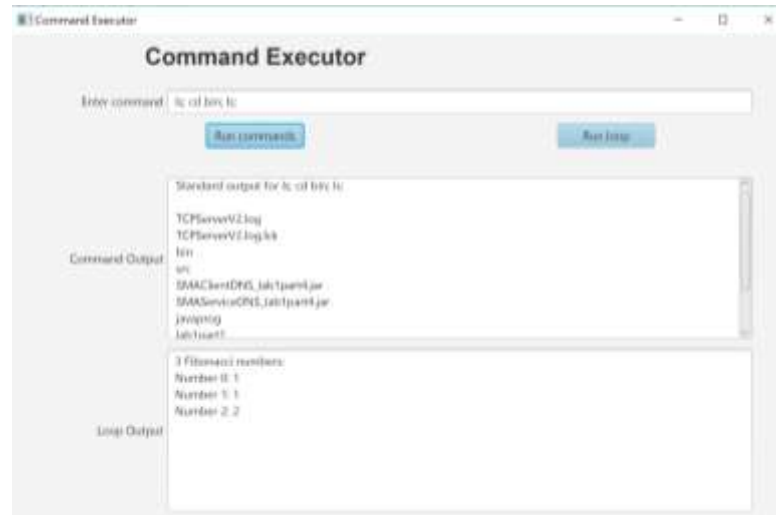 Command Executor
Command Executor
Enter command
ls; cd bin; ls;
Run commands
Run loop
Command Output
Standard output for ls; cd bin; ls;
TCPServerV2.log
TCPServerV2.log.lck
bin
src
SMAClientDNS_lab1part4.jar
SMAServiceDNS_lab1part4.jar
javaprog
lab1part1
Loop Output
3 Fibonacci numbers:
Number 0: 1
Number 1: 1
Number 2: 2